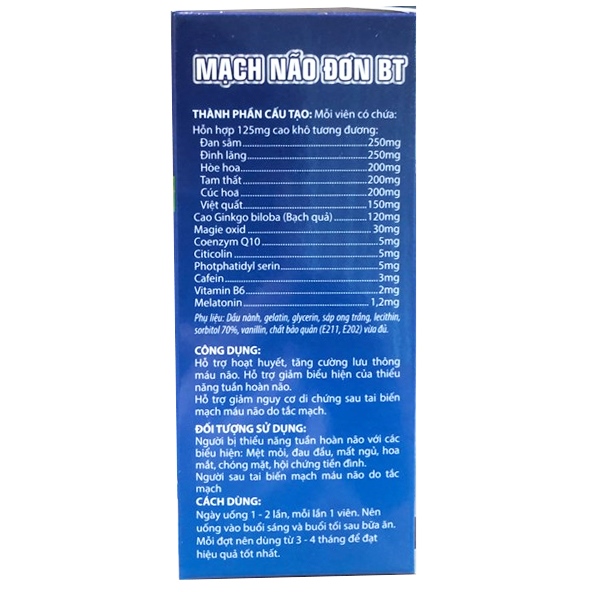 MẠCH NÃO ĐƠN BT
THÀNH PHẦN CẤU TẠO: Mỗi viên có chứa:
Hỗn hợp 125mg cao khô tương đương:
Đan sâm 250mg
Đinh lăng 250mg
Hòe hoa 200mg
Tam thất 200mg
Cúc hoa 200mg
Việt quất 150mg
Cao Ginkgo biloba (Bạch quả) 120mg
Magie oxid 30mg
Coenzym Q10 5mg
Citicolin 5mg
Photphatidyl serin 5mg
Cafein 3mg
Vitamin B6 2mg
Melatonin 1,2mg
Phụ liệu: Dầu nành, gelatin, glycerin, sáp ong trắng, lecithin,
sorbitol 70%, vanillin, chất bảo quản (E211, E202) vừa đủ.
CÔNG DỤNG:
Hỗ trợ hoạt huyết, tăng cường lưu thông
máu não. Hỗ trợ giảm biểu hiện của thiểu
năng tuần hoàn não.
Hỗ trợ giảm nguy cơ di chứng sau tai biến
mạch máu não do tắc mạch.
ĐỐI TƯỢNG SỬ DỤNG:
Người bị thiểu năng tuần hoàn não với các
biểu hiện: Mệt mỏi, đau đầu, mất ngủ, hoa
mắt, chóng mặt, hội chứng tiền đình.
Người sau tai biến mạch máu não do tắc
mạch
CÁCH DÙNG:
Ngày uống 1 - 2 lần, mỗi lần 1 viên. Nên
uống vào buổi sáng và buổi tối sau bữa ăn.
Mỗi đợt nên dùng từ 3 - 4 tháng để đạt
hiệu quả tốt nhất.